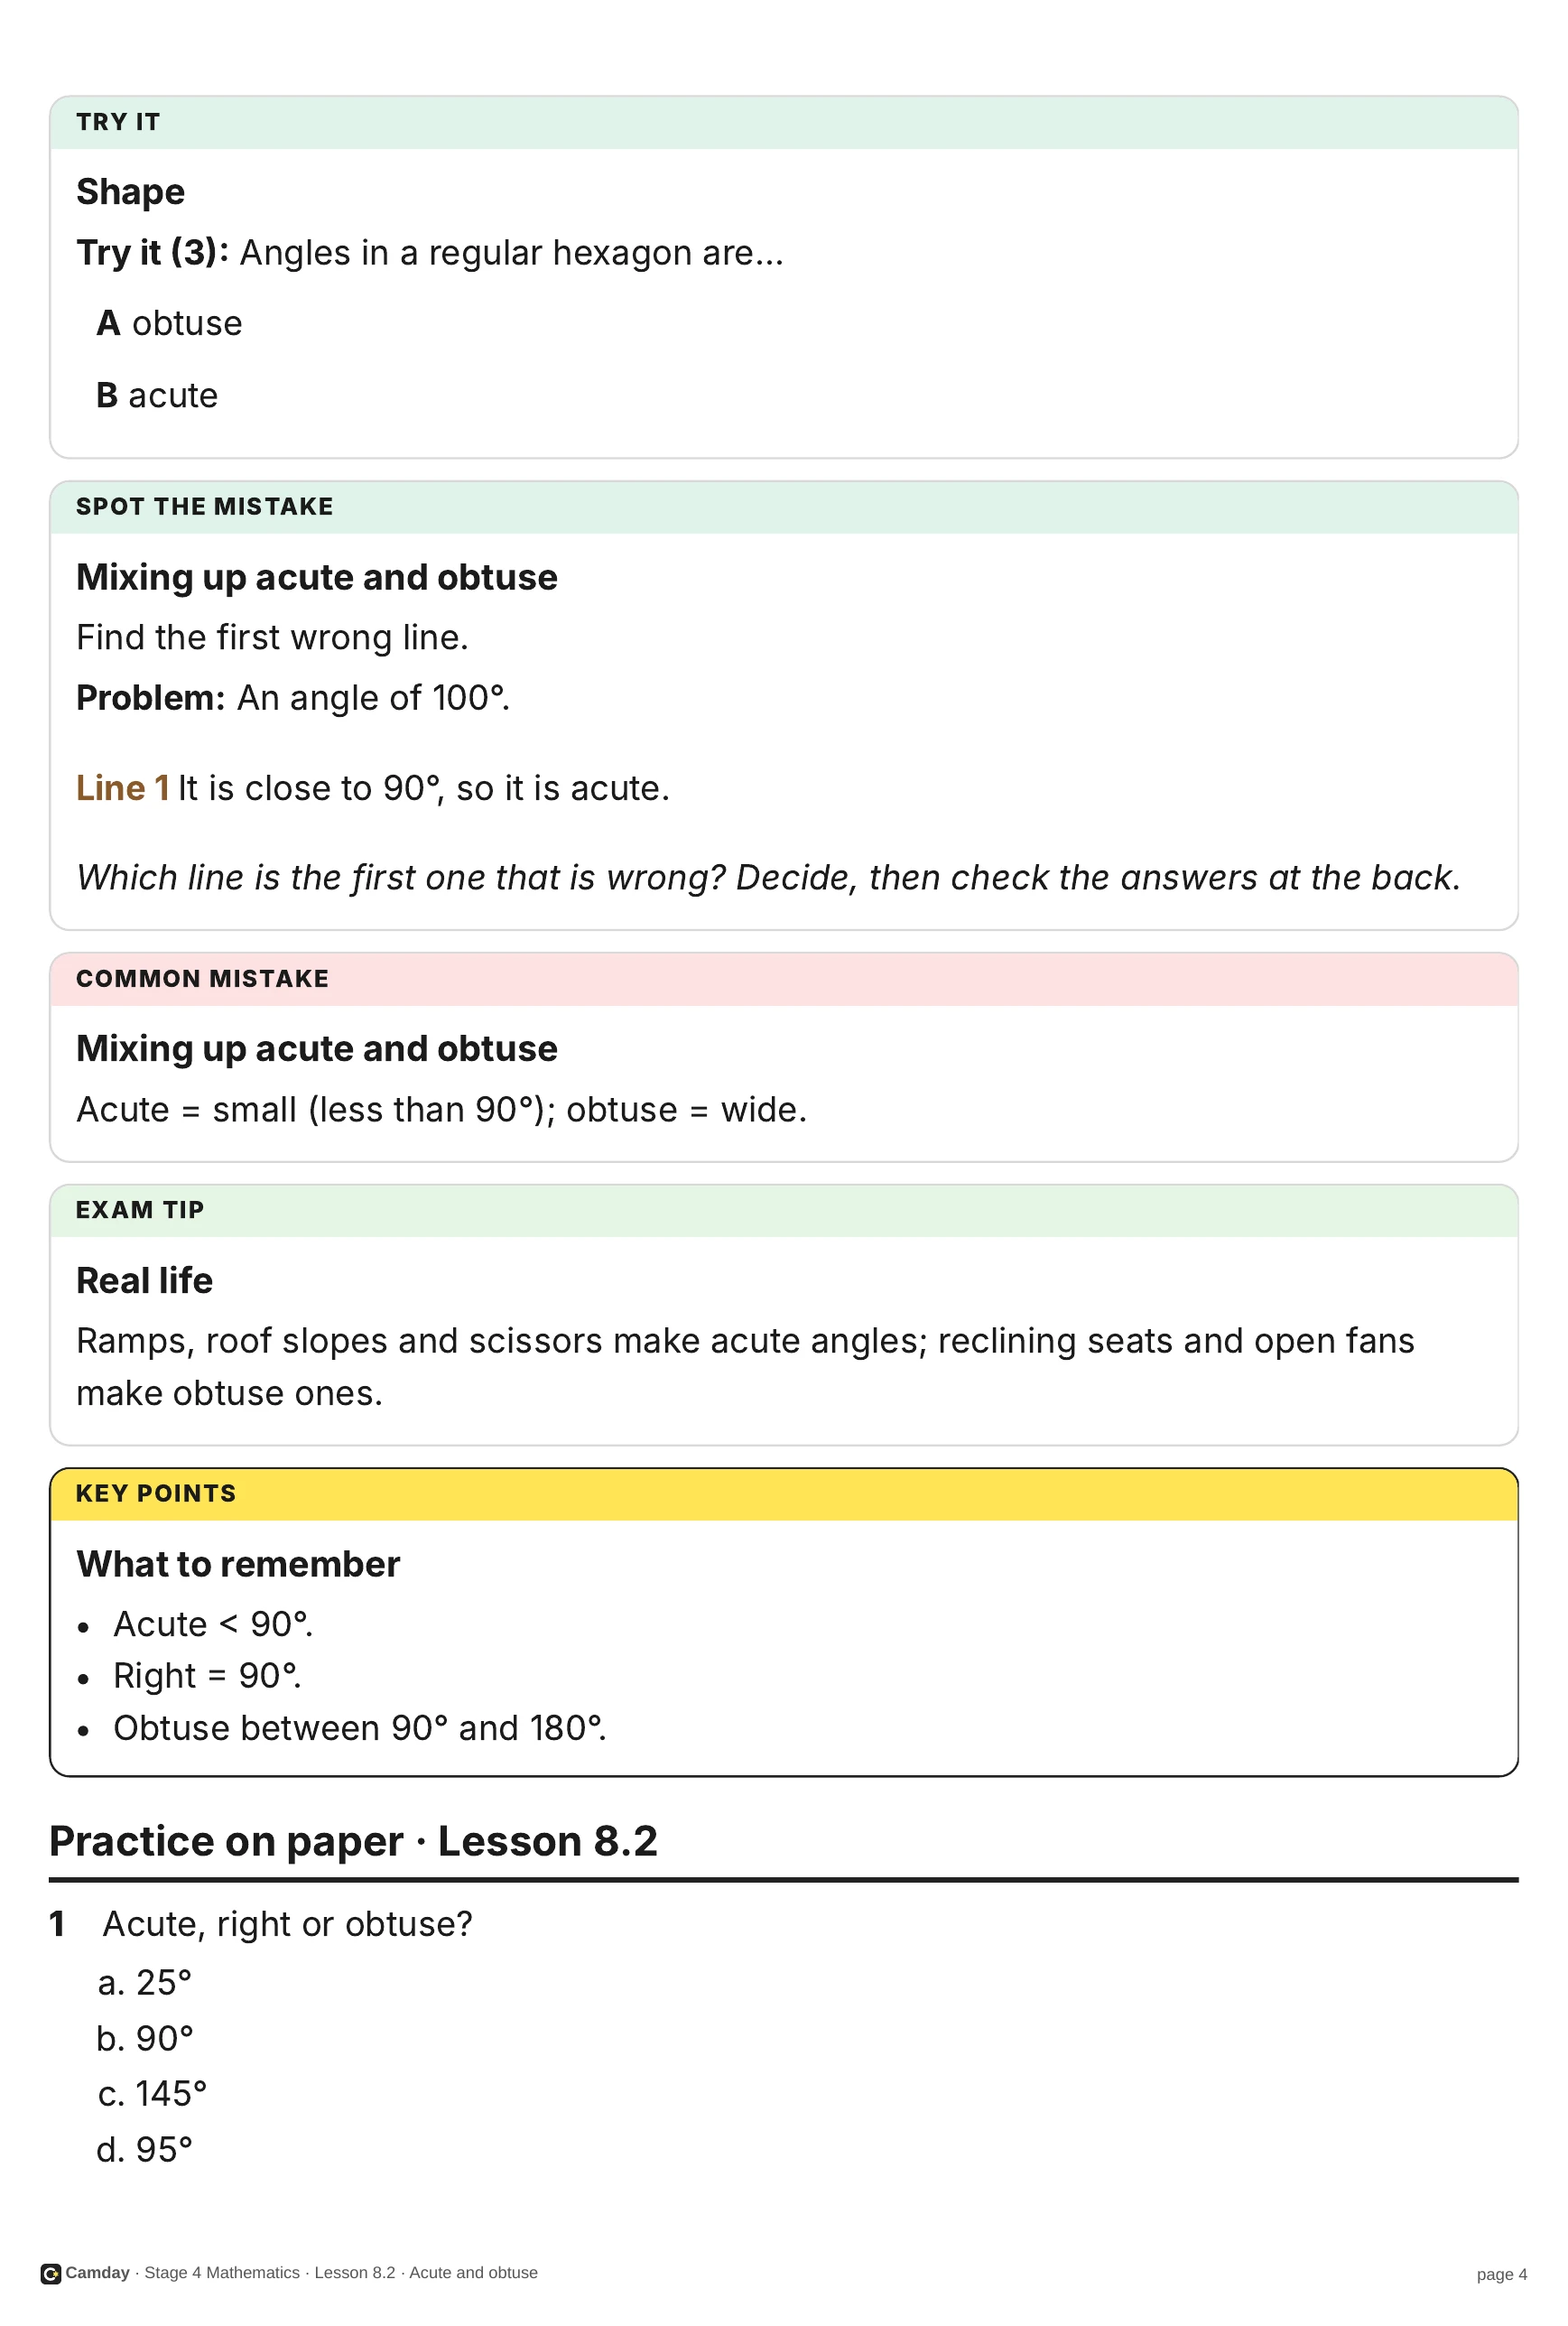 TRY IT
Shape
Try it (3): Angles in a regular hexagon are...
A obtuse
B acute
SPOT THE MISTAKE
Mixing up acute and obtuse
Find the first wrong line.
Problem: An angle of 100°.
Line 1 It is close to 90°, so it is acute.
Which line is the first one that is wrong? Decide, then check the answers at the back.
COMMON MISTAKE
Mixing up acute and obtuse
Acute = small (less than 90°); obtuse = wide.
EXAM TIP
Real life
Ramps, roof slopes and scissors make acute angles; reclining seats and open fans
make obtuse ones.
KEY POINTS
What to remember
• Acute < 90°.
• Right = 90°.
• Obtuse between 90° and 180°.
Practice on paper · Lesson 8.2
1 Acute, right or obtuse?
a. 25°
b. 90°
c. 145°
d. 95°
Camday · Stage 4 Mathematics · Lesson 8.2 · Acute and obtuse
page 4